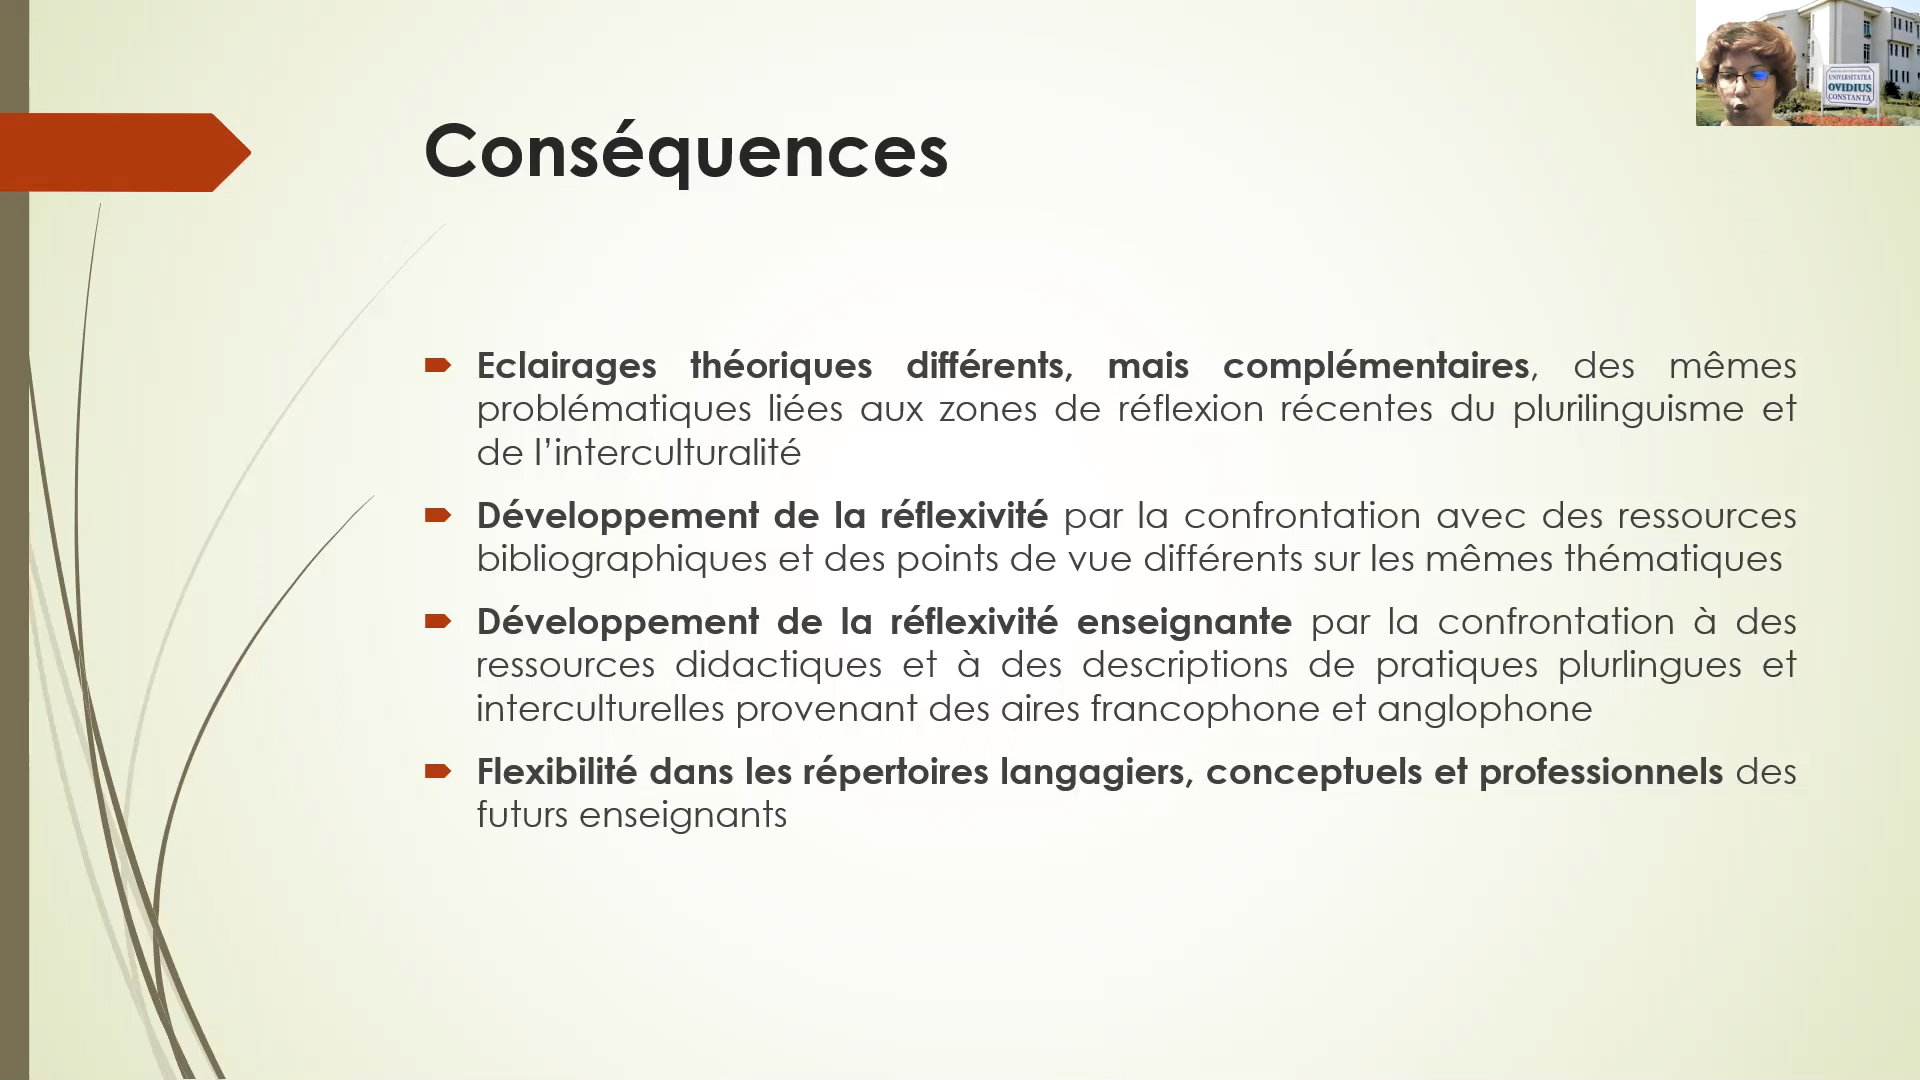 UNIVERSITATEA
OVIDIUS
CONSTANTA
Conséquences
Eclairages théoriques différents, mais complémentaires, des mêmes
problématiques liées aux zones de réflexion récentes du plurilinguisme et
de l’interculturalité
Développement de la réflexivité par la confrontation avec des ressources
bibliographiques et des points de vue différents sur les mêmes thématiques
Développement de la réflexivité enseignante par la confrontation à des
ressources didactiques et à des descriptions de pratiques plurlingues et
interculturelles provenant des aires francophone et anglophone
Flexibilité dans les répertoires langagiers, conceptuels et professionnels des
futurs enseignants